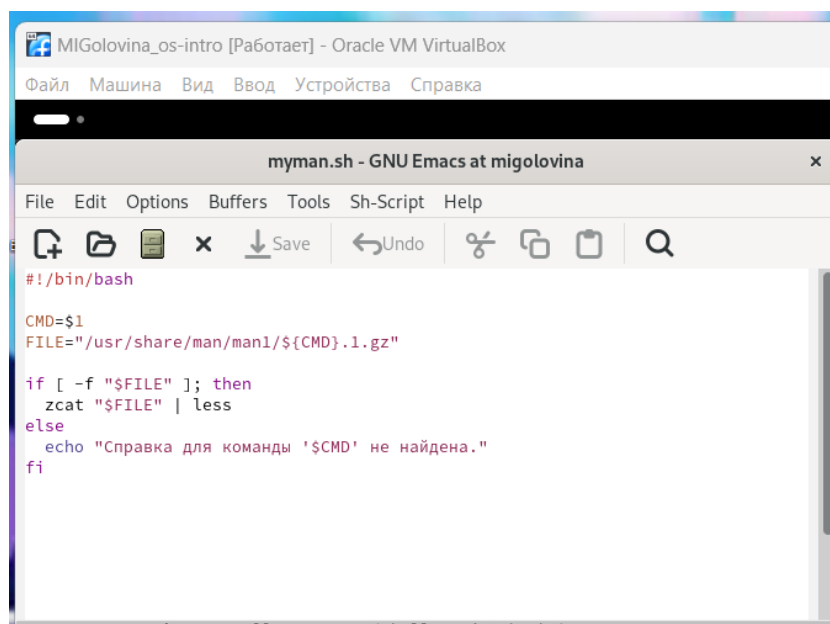 MIGolovina_os-intro [Работает] - Oracle VM VirtualBox
Файл Машина Вид Ввод Устройства Справка
myman.sh - GNU Emacs at migolovina
File Edit Options Buffers Tools Sh-Script Help
Save Undo
#!/bin/bash
CMD=$1
FILE="/usr/share/man/man1/${CMD}.1.gz"
if [ -f "$FILE" ]; then
zcat "$FILE" | less
else
echo "Справка для команды '$CMD' не найдена."
fi